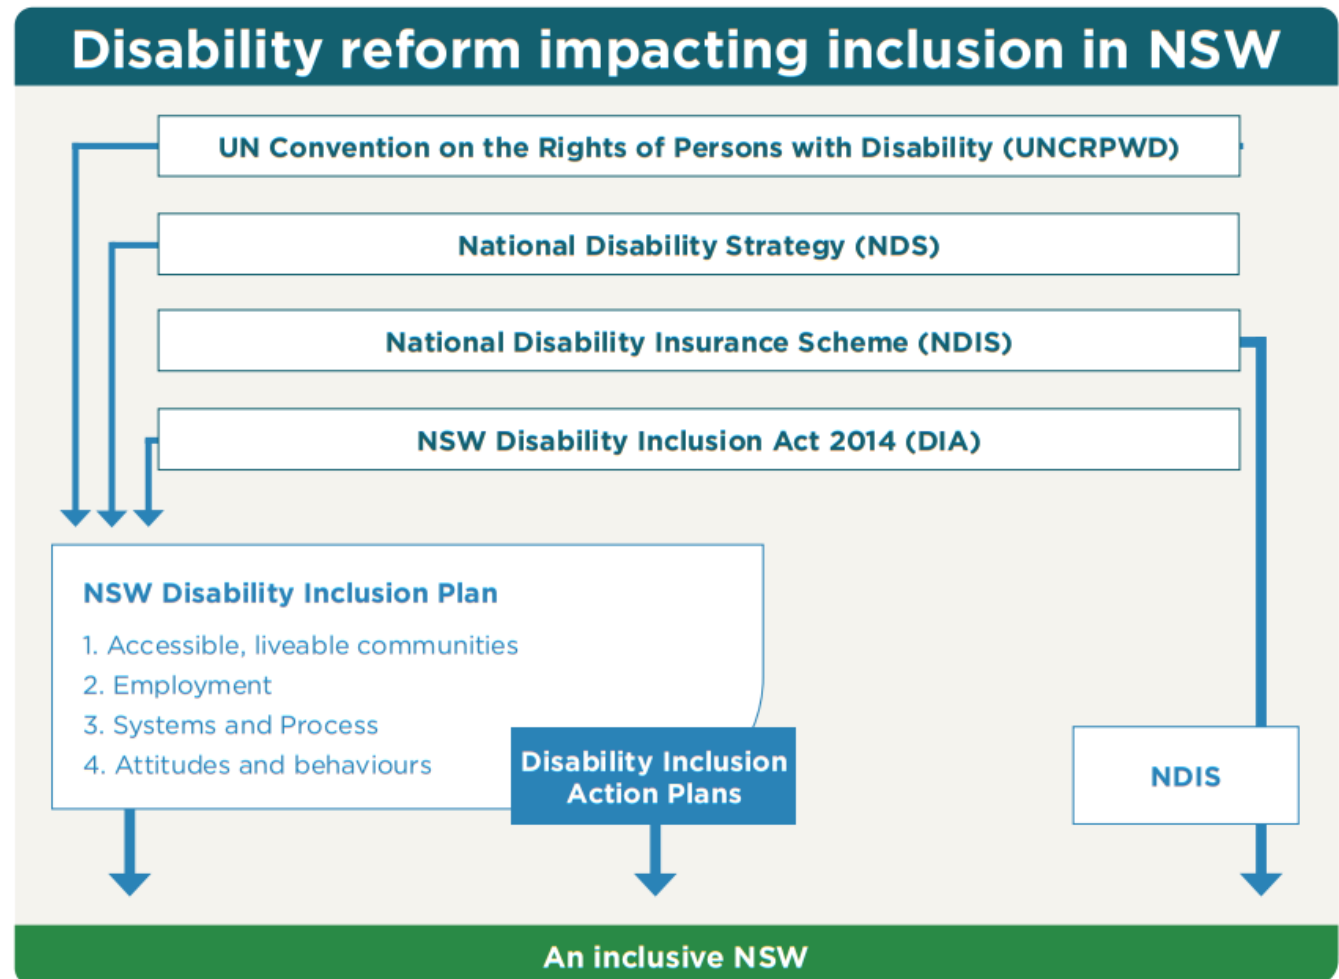 Disability reform impacting inclusion in NSW
UN Convention on the Rights of Persons with Disability (UNCRPWD)
National Disability Strategy (NDS)
National Disability Insurance Scheme (NDIS)
NSW Disability Inclusion Act 2014 (DIA)
NSW Disability Inclusion Plan
1. Accessible, liveable communities
2. Employment
3. Systems and Process
4. Attitudes and behaviours
Disability Inclusion
Action Plans
NDIS
An inclusive NSW